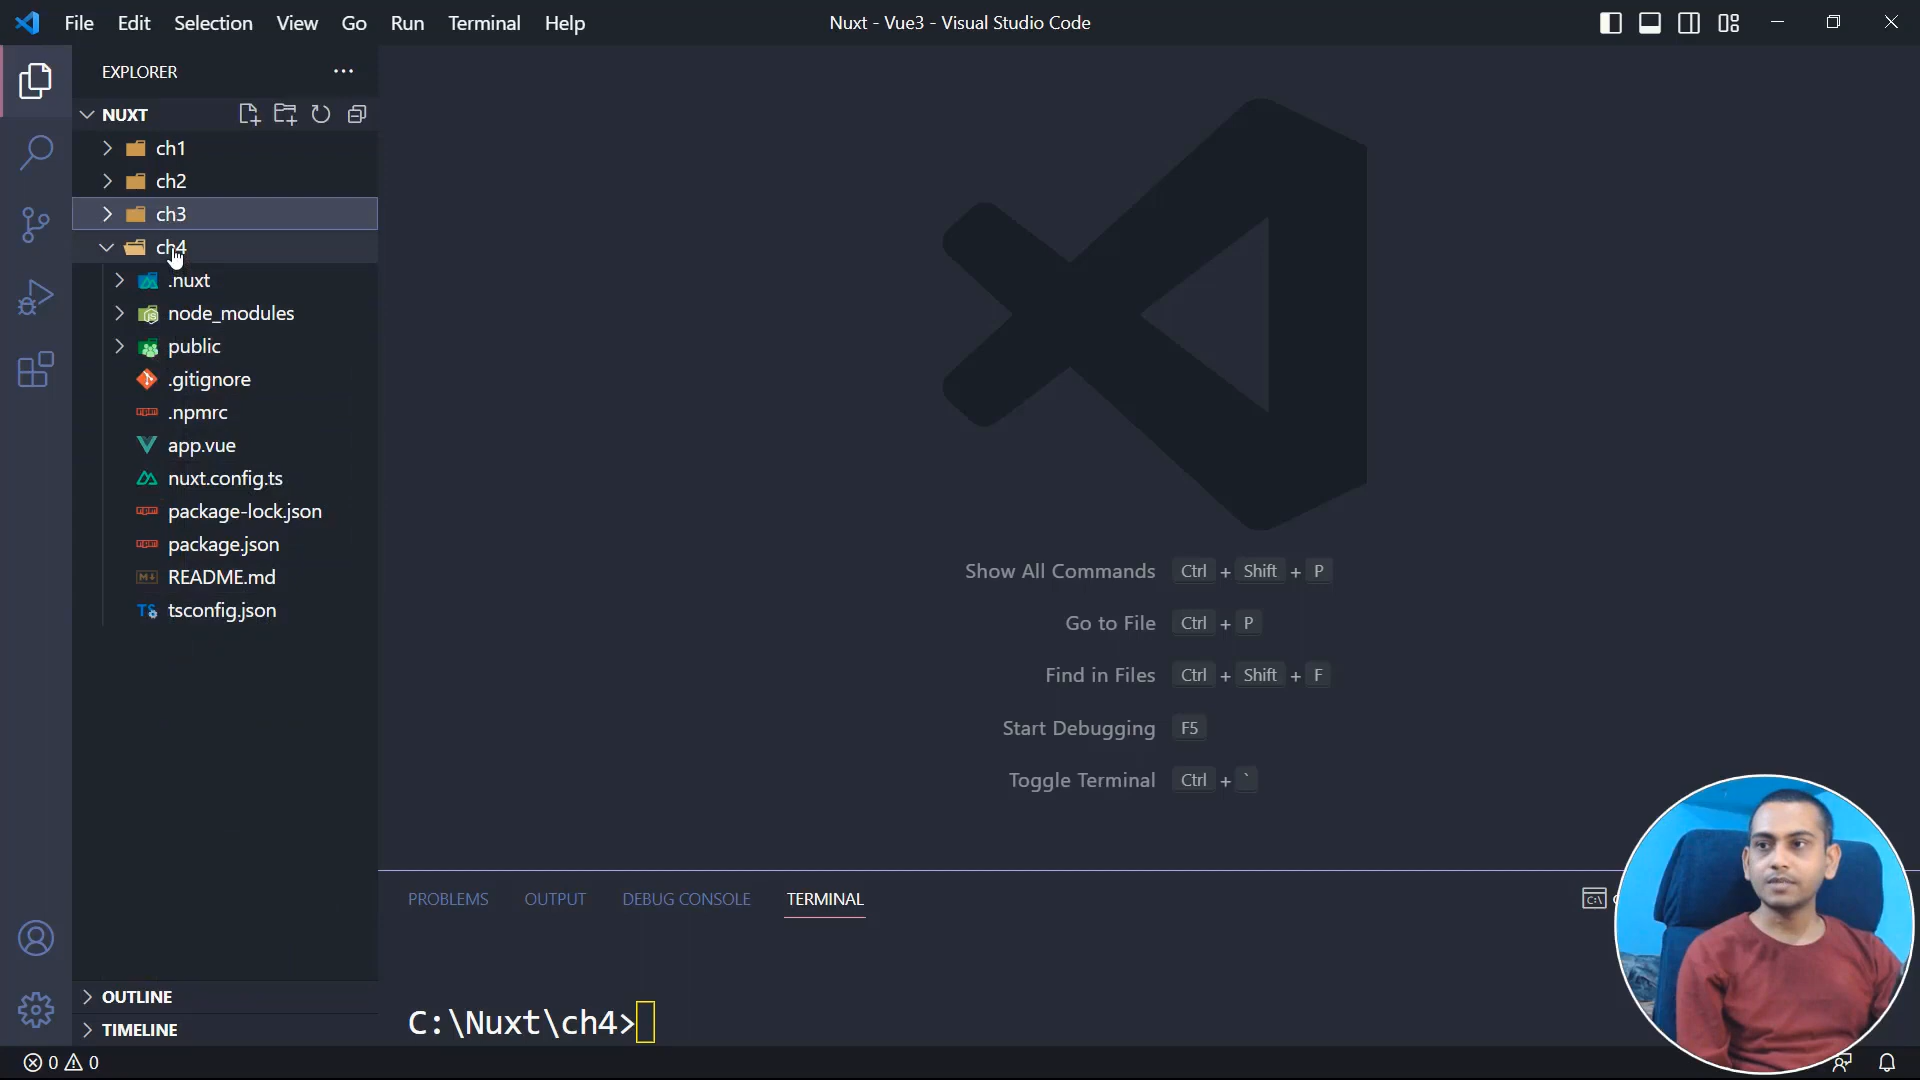 File Edit Selection View Go Run Terminal Help
Nuxt - Vue3 - Visual Studio Code
EXPLORER
NUXT
ch1
ch2
ch3
ch4
.nuxt
node_modules
public
.gitignore
.npmrc
app.vue
nuxt.config.ts
package-lock.json
package.json
README.md
tsconfig.json
OUTLINE
TIMELINE
Show All Commands Ctrl + Shift + P
Go to File Ctrl + P
Find in Files Ctrl + Shift + F
Start Debugging F5
Toggle Terminal Ctrl + `
PROBLEMS OUTPUT DEBUG CONSOLE TERMINAL
C:\Nuxt\ch4>
0 0